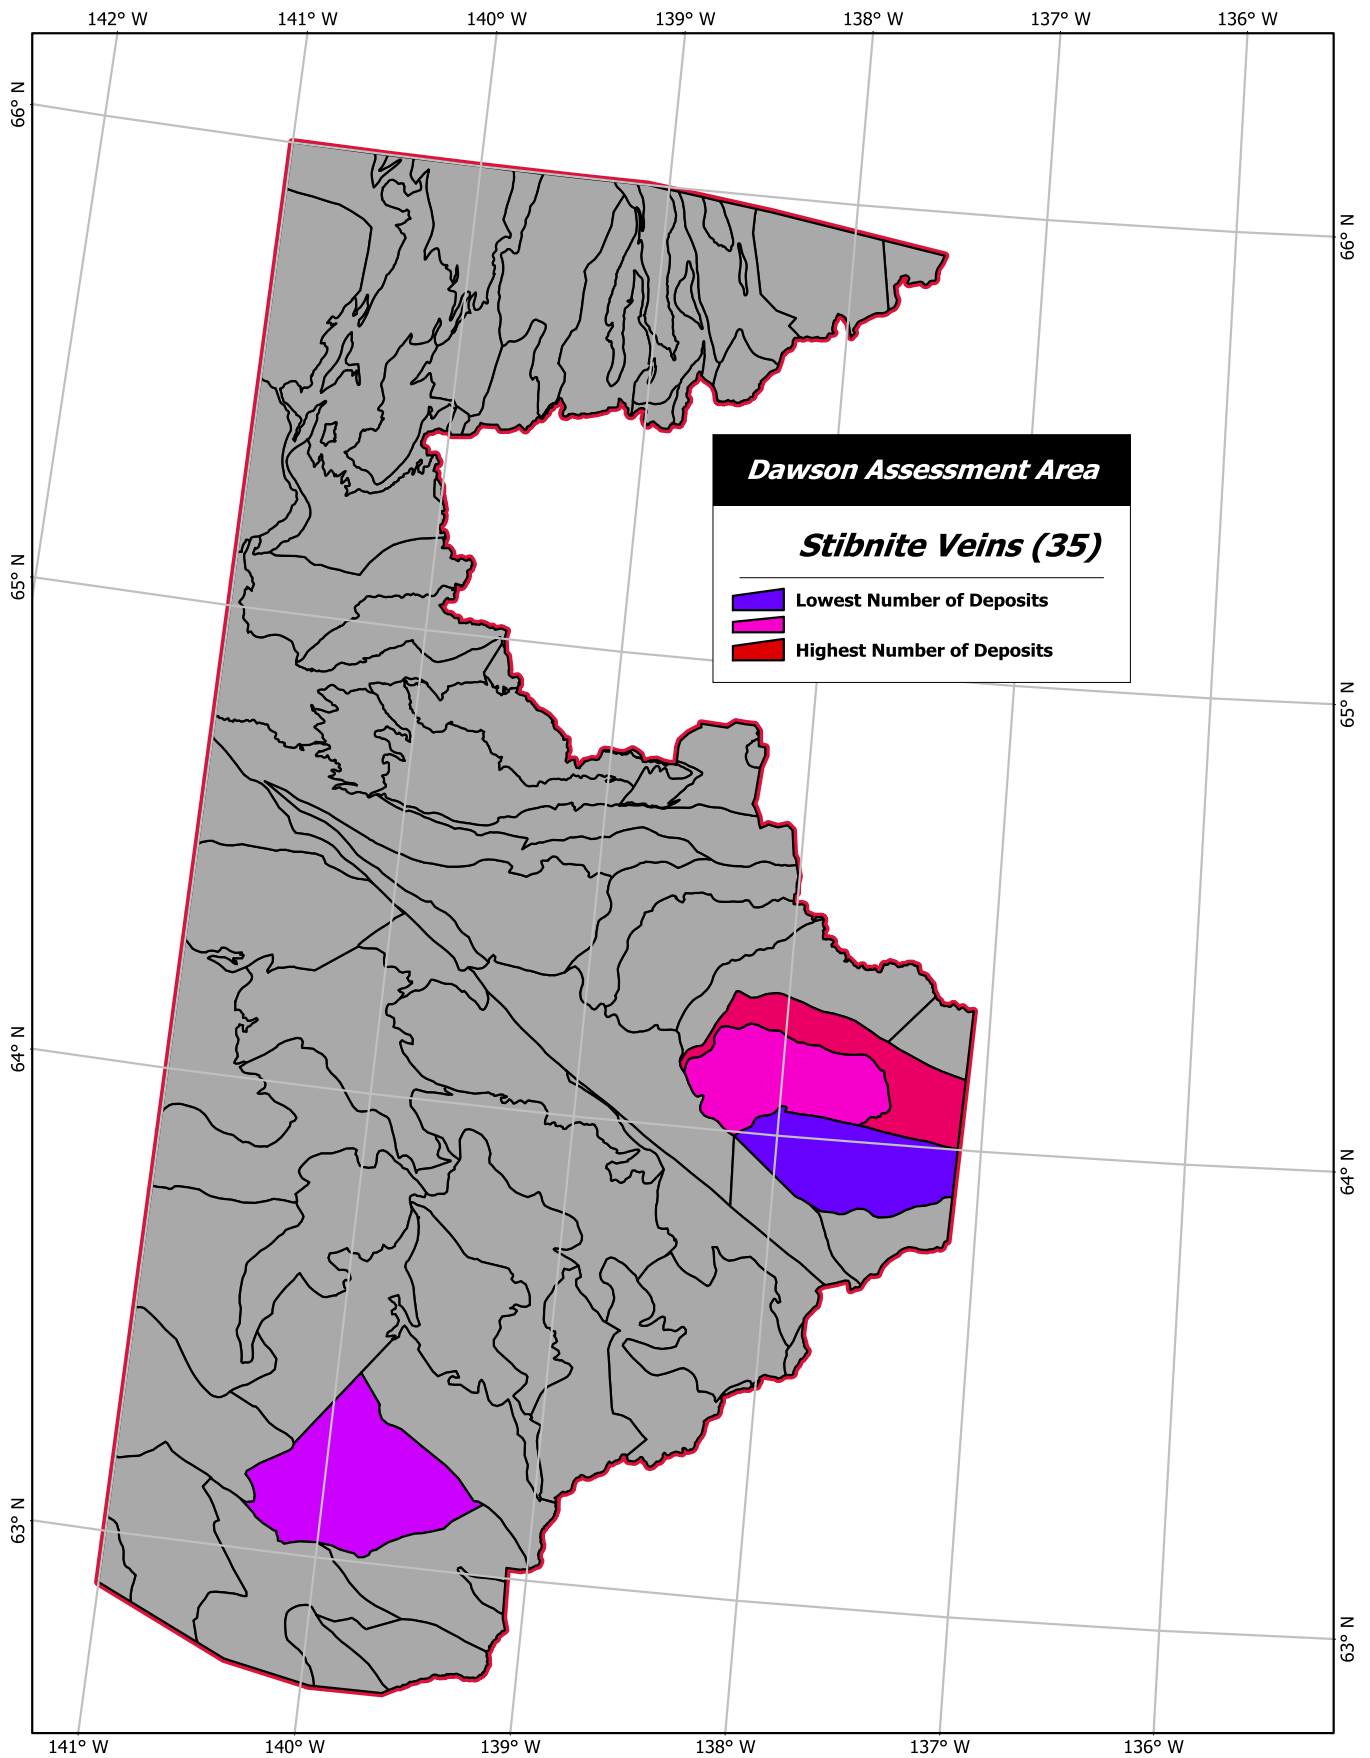 142° W 141° W 140° W 139° W 138° W 137° W 136° W
66° N
66° N
Dawson Assessment Area
Stibnite Veins (35)
65° N
Lowest Number of Deposits
Highest Number of Deposits
65° N
64° N
64° N
63° N
63° N
141° W 140° W 139° W 138° W 137° W 136° W